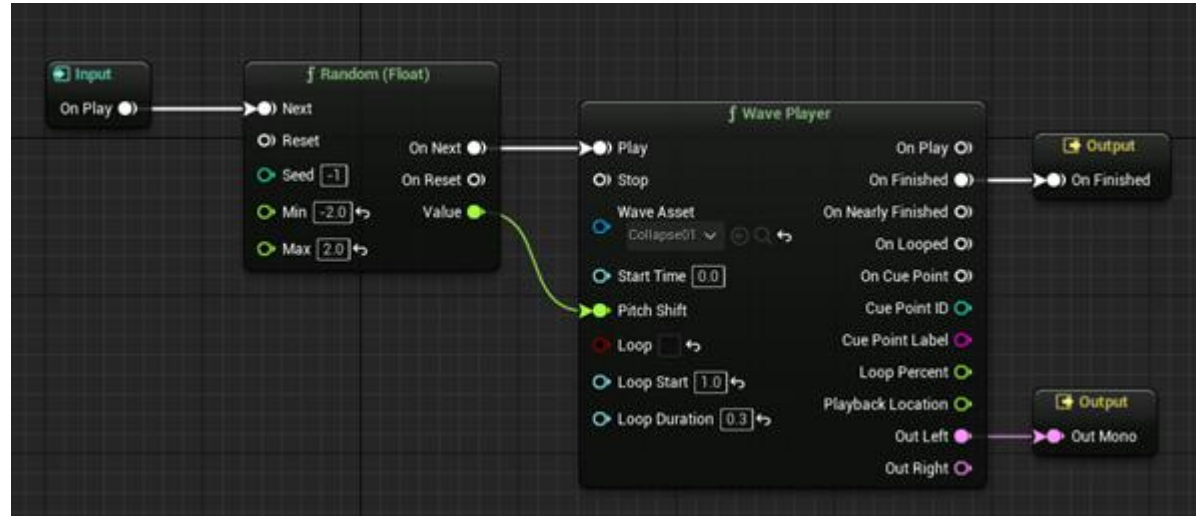 Input
On Play
f Random (Float)
Next
Reset
On Next
Seed -1
On Reset
Min -2.0
Value
Max 2.0
f Wave Player
Play
On Play
Stop
On Finished
Wave Asset
On Nearly Finished
Collapse01
On Looped
Start Time 0.0
On Cue Point
Pitch Shift
Cue Point ID
Loop
Cue Point Label
Loop Start 1.0
Loop Percent
Loop Duration 0.3
Playback Location
Out Left
Out Right
Output
On Finished
Output
Out Mono